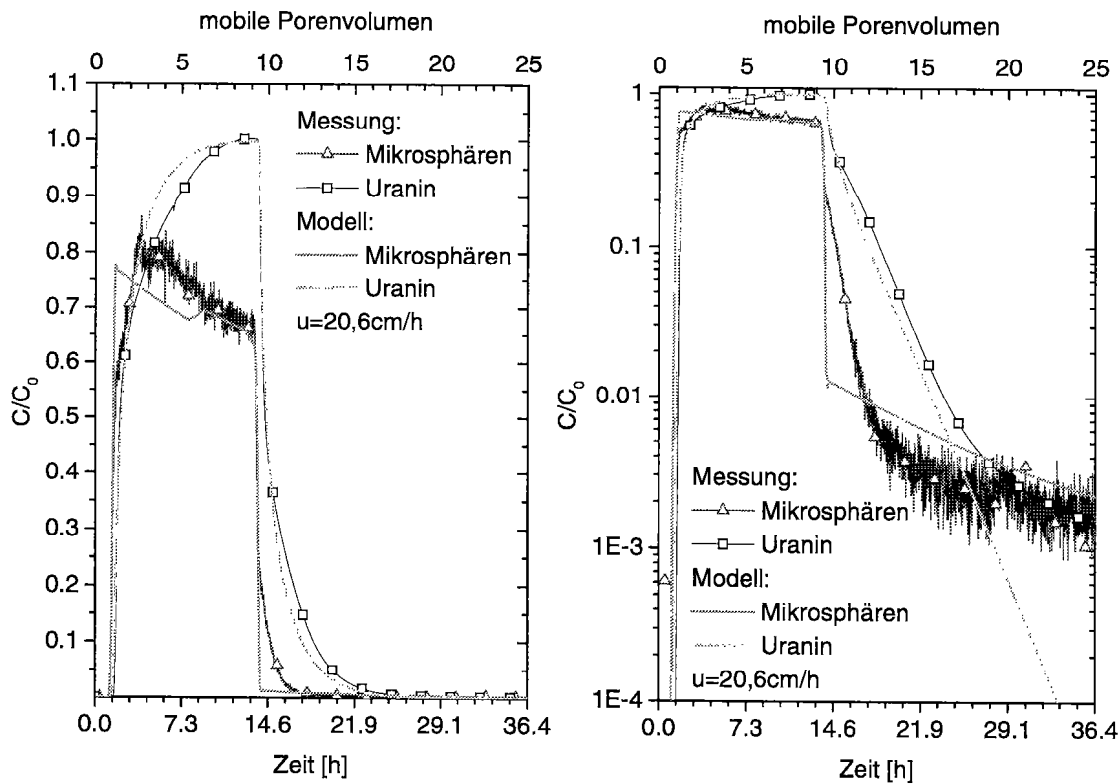 mobile Porenvolumen
0 5 10 15 20 25
1.1
1.0
0.9
0.8
0.7
0.6
0.5
0.4
0.3
0.2
0.1
C/C0
Messung:
Mikrosphären
Uranin
Modell:
Mikrosphären
Uranin
u=20,6cm/h
0.0 7.3 14.6 21.9 29.1 36.4
Zeit [h]
mobile Porenvolumen
0 5 10 15 20 25
1
0.1
0.01
1E-3
1E-4
C/C0
Messung:
Mikrosphären
Uranin
Modell:
Mikrosphären
Uranin
u=20,6cm/h
0.0 7.3 14.6 21.9 29.1 36.4
Zeit [h]